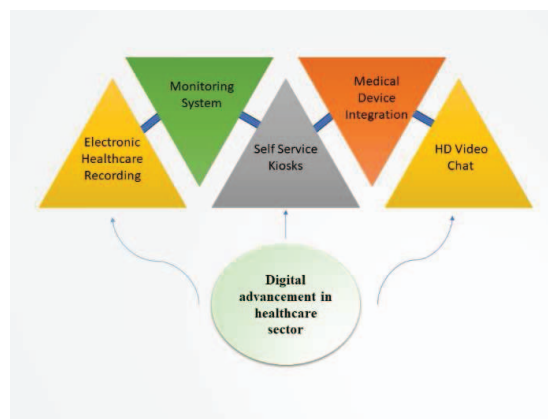 Electronic
Healthcare
Recording
Monitoring
System
Self Service
Kiosks
Medical
Device
Integration
HD Video
Chat
Digital
advancement in
healthcare
sector